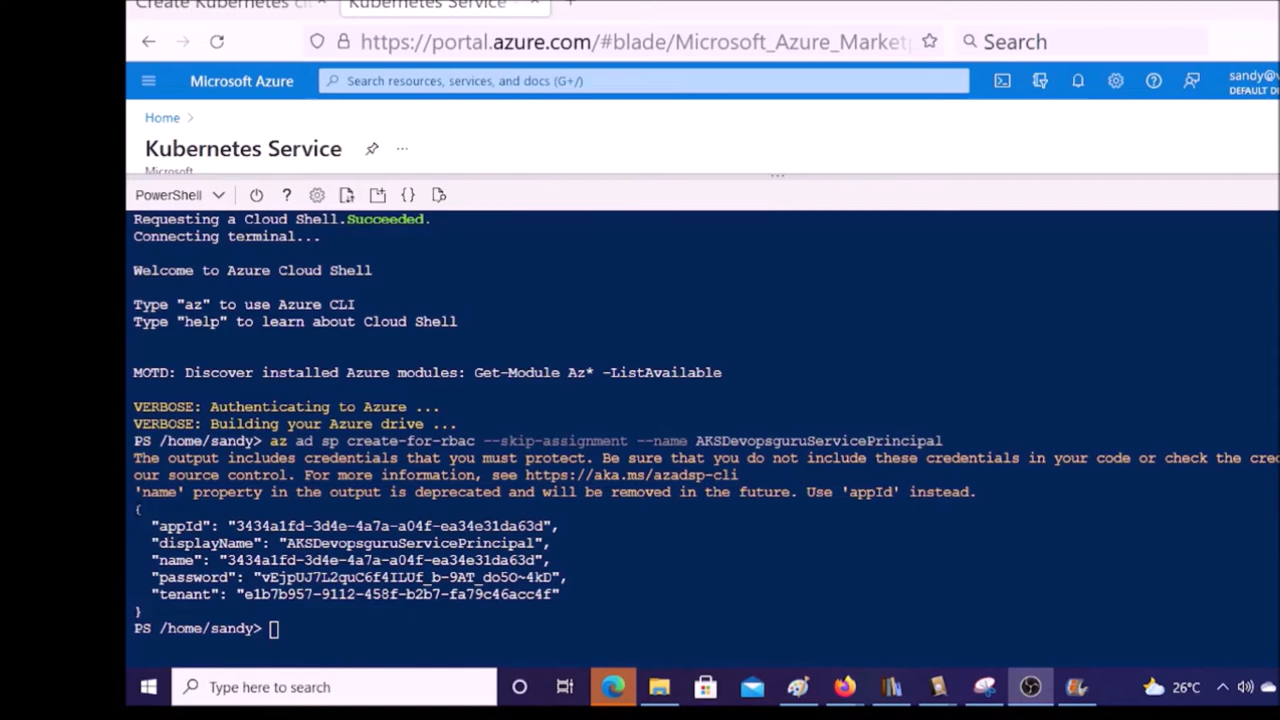 Create Kubernetes cl
Kubernetes Service
https://portal.azure.com/#blade/Microsoft_Azure_Marketp
Search
Microsoft Azure
Search resources, services, and docs (G+/)
sandy@v
DEFAULT DI
Home
Kubernetes Service
Microsoft
PowerShell
Requesting a Cloud Shell.Succeeded.
Connecting terminal...
Welcome to Azure Cloud Shell
Type "az" to use Azure CLI
Type "help" to learn about Cloud Shell
MOTD: Discover installed Azure modules: Get-Module Az* -ListAvailable
VERBOSE: Authenticating to Azure ...
VERBOSE: Building your Azure drive ...
PS /home/sandy> az ad sp create-for-rbac --skip-assignment --name AKSDevopsguruServicePrincipal
The output includes credentials that you must protect. Be sure that you do not include these credentials in your code or check the cred
our source control. For more information, see https://aka.ms/azadsp-cli
'name' property in the output is deprecated and will be removed in the future. Use 'appId' instead.
{
"appId": "3434a1fd-3d4e-4a7a-a04f-ea34e31da63d",
"displayName": "AKSDevopsguruServicePrincipal",
"name": "3434a1fd-3d4e-4a7a-a04f-ea34e31da63d",
"password": "vEjpUJ7L2quC6f4ILUf_b-9AT_do5O~4kD",
"tenant": "e1b7b957-9112-458f-b2b7-fa79c46acc4f"
}
PS /home/sandy>
Type here to search
26°C